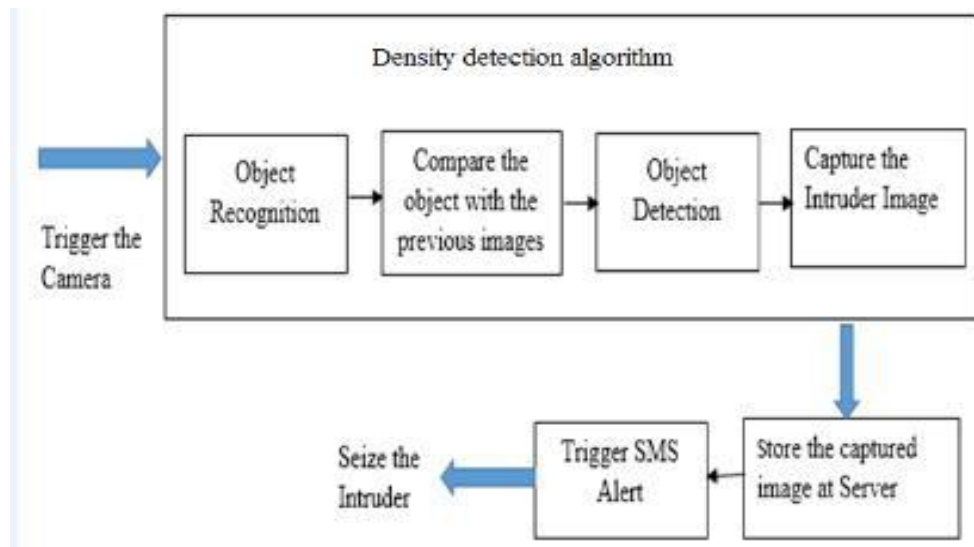 Density detection algorithm
Trigger the
Camera
Object
Recognition
Compare the
object with the
previous images
Object
Detection
Capture the
Intruder Image
Store the captured
image at Server
Trigger SMS
Alert
Seize the
Intruder